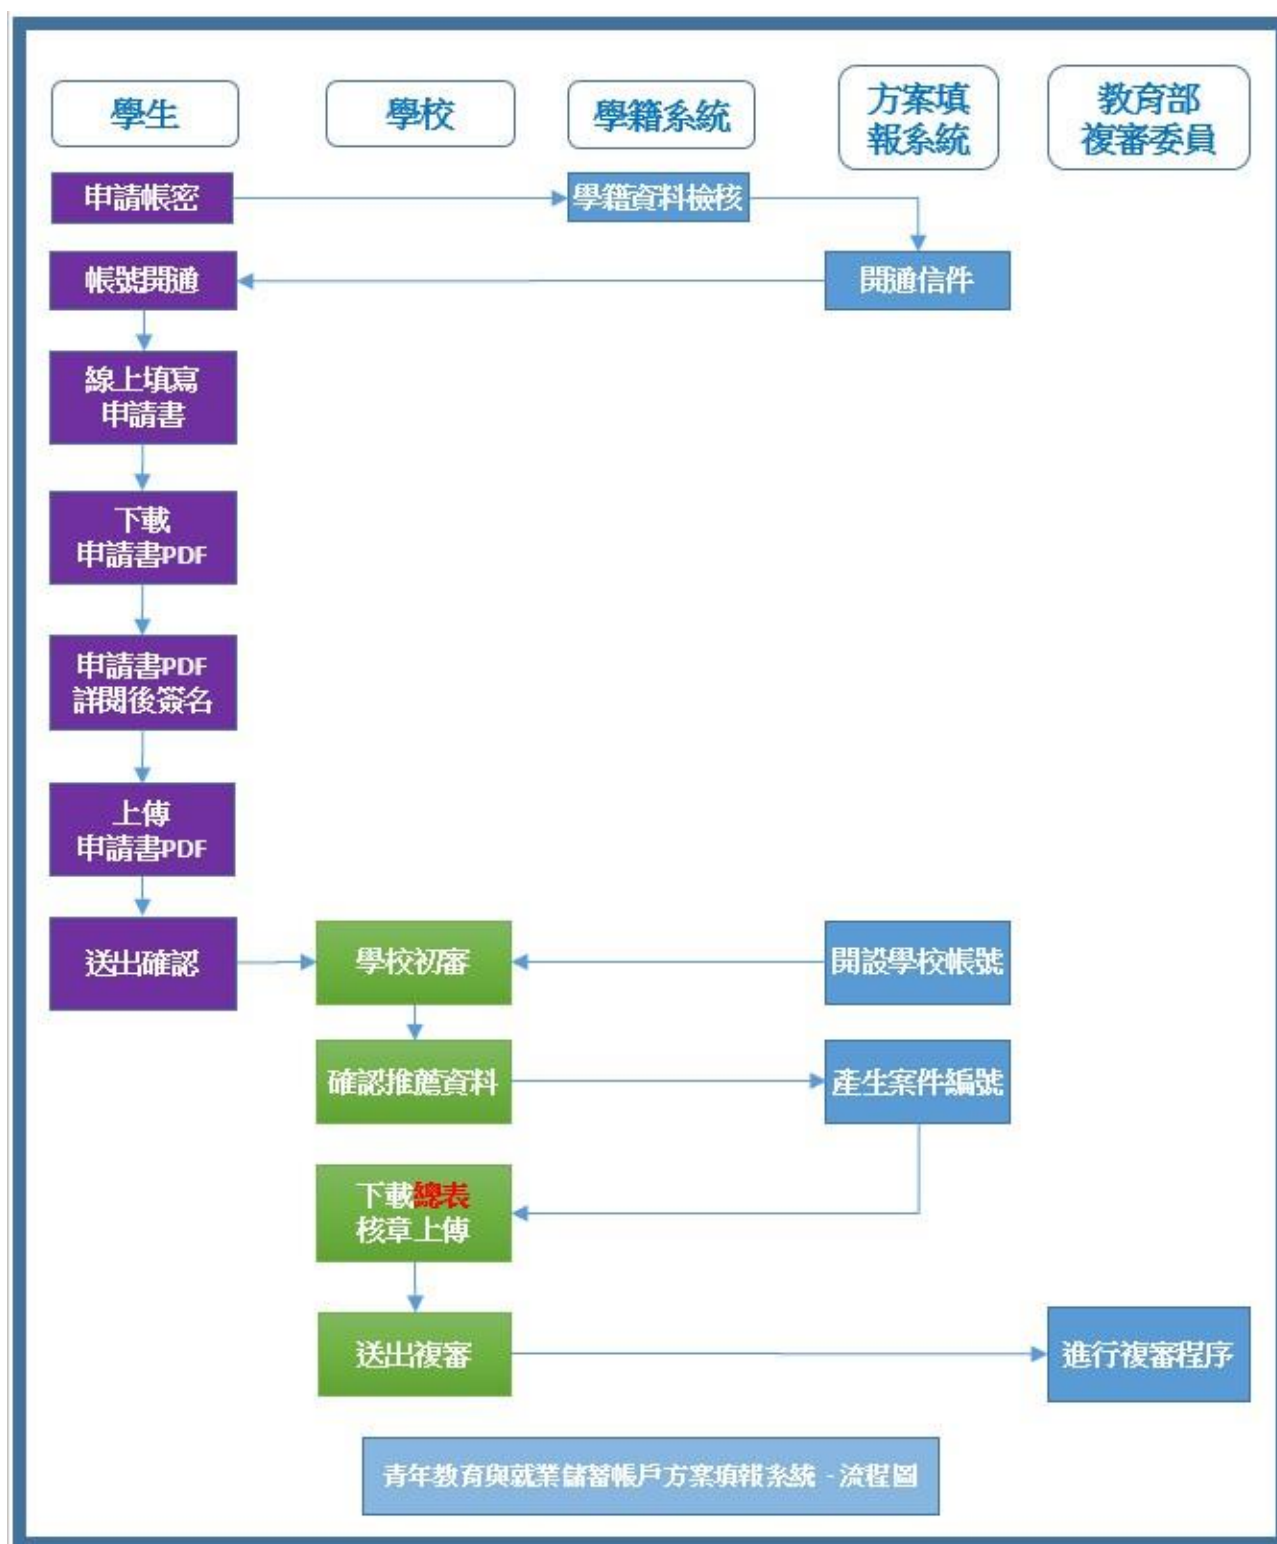 學生
學校
學籍系統
方案填
報系統
教育部
複審委員
申請帳密
學籍資料檢核
帳號開通
開通信件
線上填寫
申請書
下載
申請書PDF
申請書PDF
詳閱後簽名
上傳
申請書PDF
送出確認
學校初審
開設學校帳號
確認推薦資料
產生案件編號
下載總表
核章上傳
送出複審
進行複審程序
青年教育與就業儲蓄帳戶方案填報系統 - 流程圖